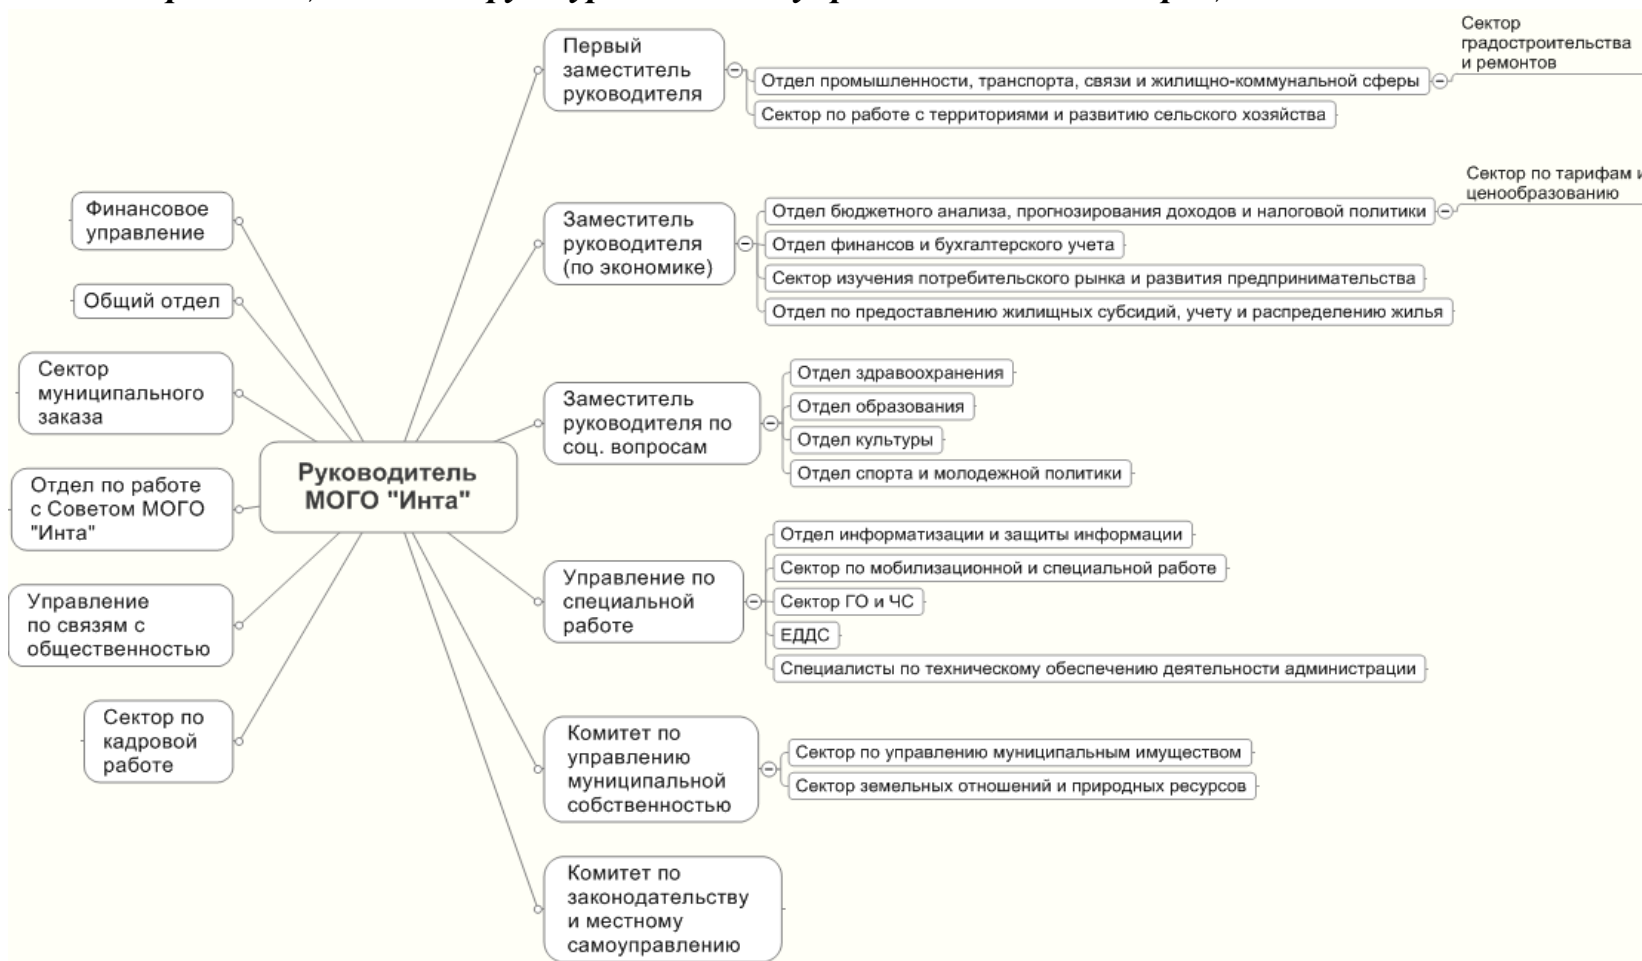 Первый
заместитель
руководителя
Отдел промышленности, транспорта, связи и жилищно-коммунальной сферы
Сектор
градостроительства
и ремонтов
Сектор по работе с территориями и развитию сельского хозяйства
Заместитель
руководителя
(по экономике)
Отдел бюджетного анализа, прогнозирования доходов и налоговой политики
Сектор по тарифам и
ценообразованию
Отдел финансов и бухгалтерского учета
Сектор изучения потребительского рынка и развития предпринимательства
Отдел по предоставлению жилищных субсидий, учету и распределению жилья
Заместитель
руководителя по
соц. вопросам
Отдел здравоохранения
Отдел образования
Отдел культуры
Отдел спорта и молодежной политики
Управление по
специальной
работе
Отдел информатизации и защиты информации
Сектор по мобилизационной и специальной работе
Сектор ГО и ЧС
ЕДДС
Специалисты по техническому обеспечению деятельности администрации
Комитет по
управлению
муниципальной
собственностью
Сектор по управлению муниципальным имуществом
Сектор земельных отношений и природных ресурсов
Комитет по
законодательству
и местному
самоуправлению
Руководитель
МОГО "Инта"
Финансовое
управление
Общий отдел
Сектор
муниципального
заказа
Отдел по работе
с Советом МОГО
"Инта"
Управление
по связям с
общественностью
Сектор по
кадровой
работе